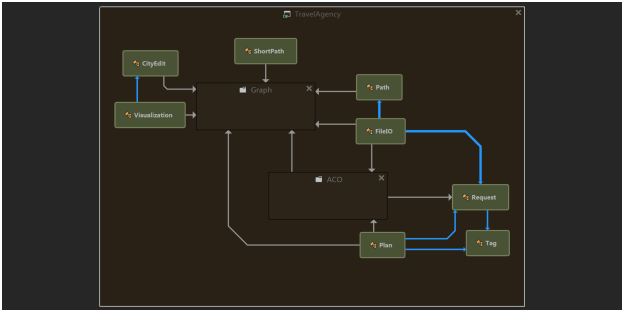 TravelAgency
ShortPath
CityEdit
Graph
Path
Visualization
FileIO
ACO
Request
Plan
Tag